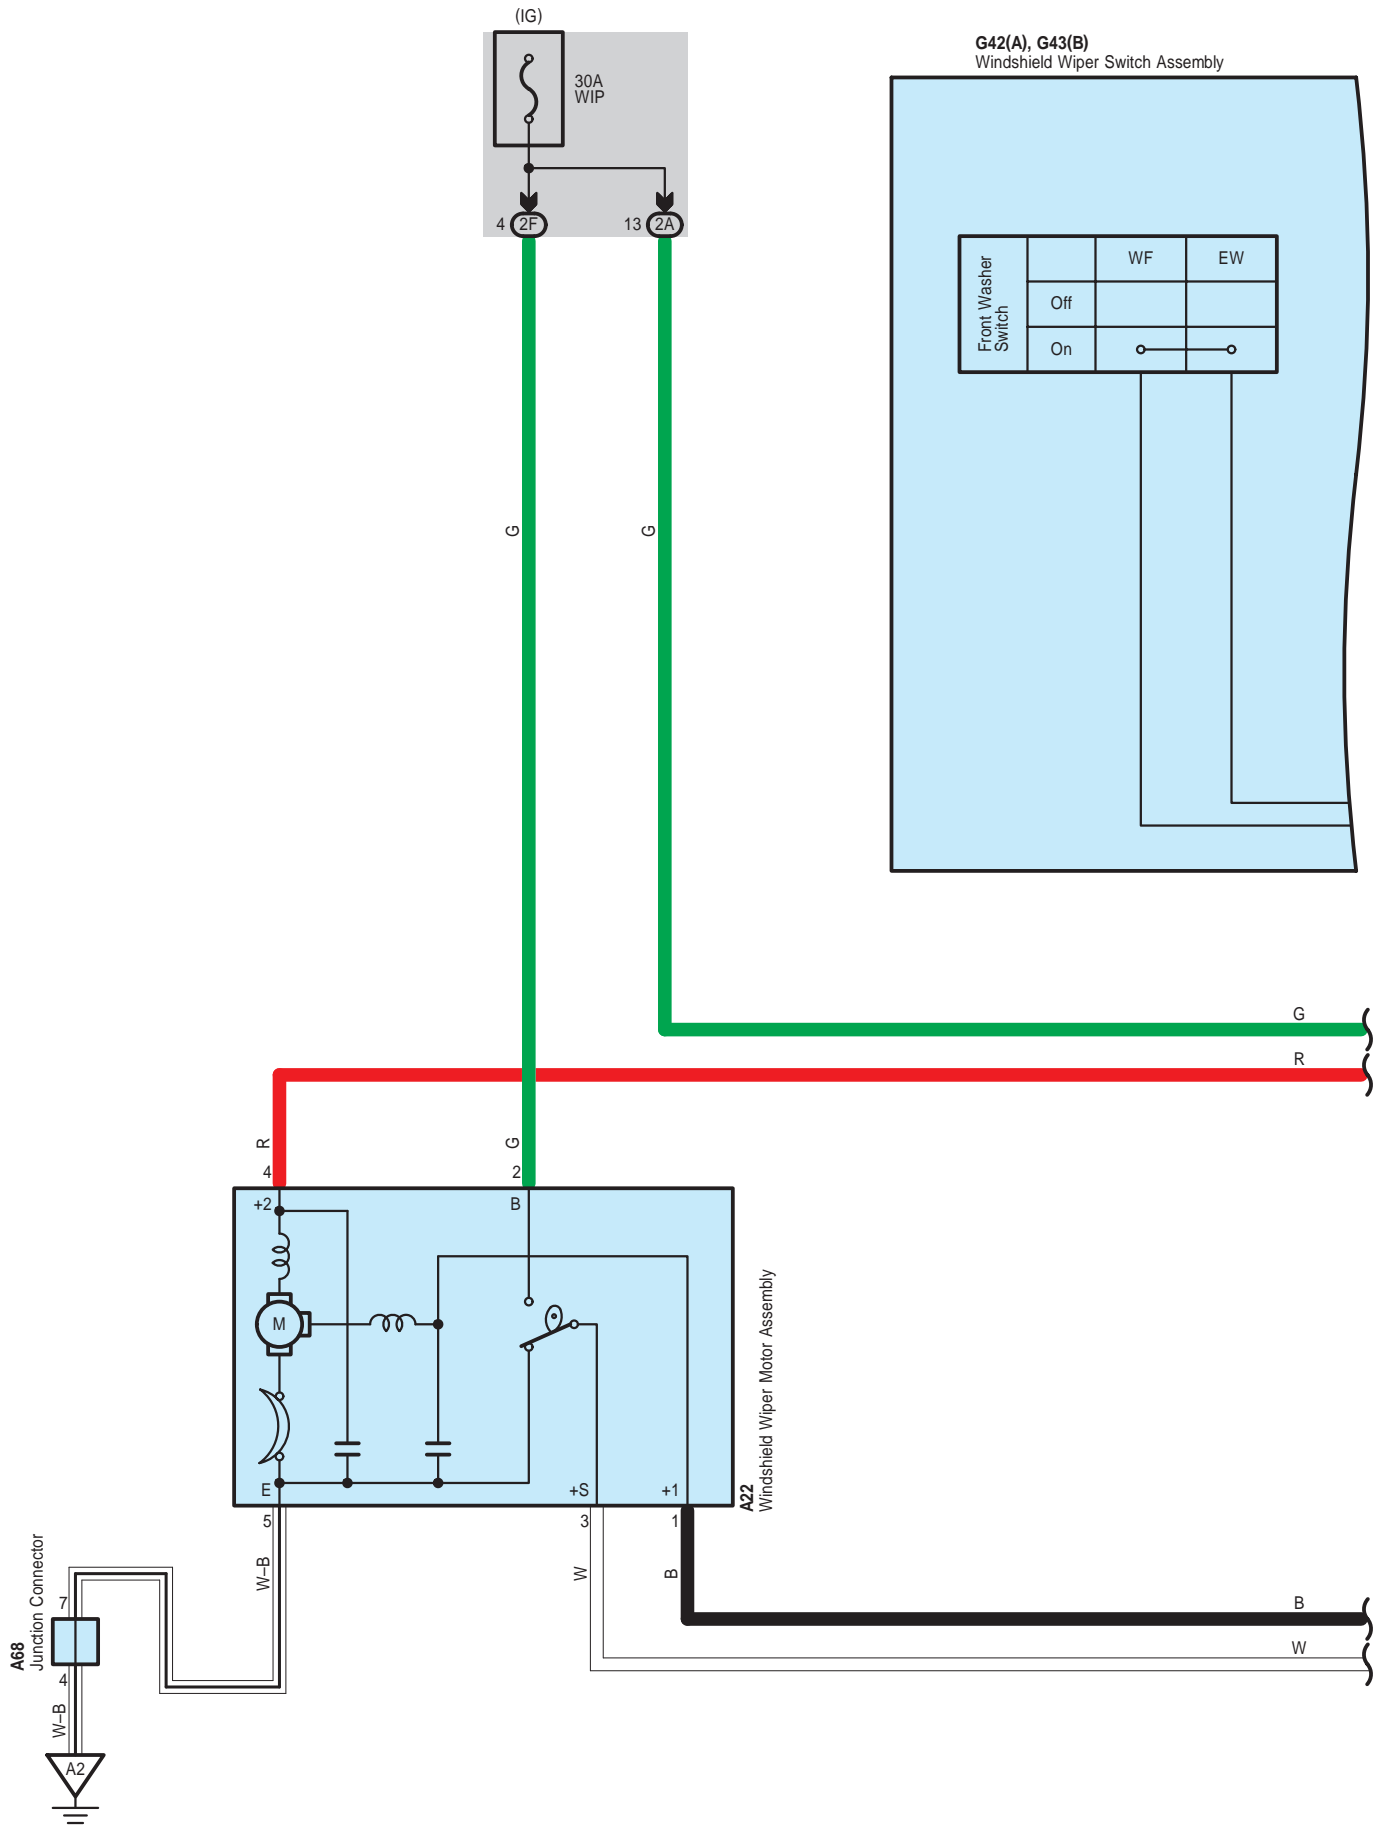 (IG)
30A
WIP
4 2F
13 2A
G42(A), G43(B)
Windshield Wiper Switch Assembly
Front Washer
Switch
WF EW
Off
On
G
G
G
R
R
G
4
2
+2
B
M
E
+S
+1
A22
Windshield Wiper Motor Assembly
5
3
1
W–B
W
B
B
W
A68
Junction Connector
7
4
W–B
A2